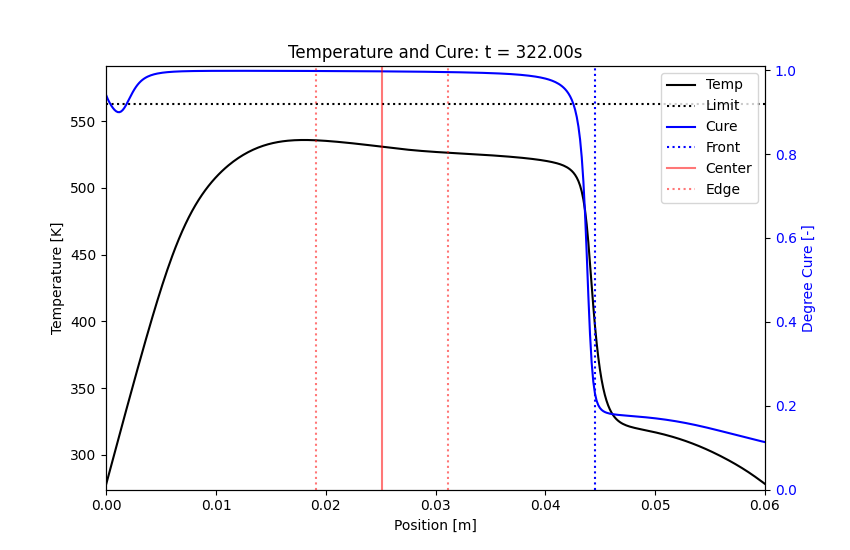 Temperature and Cure: t = 322.00s
Temperature [K]
550
500
450
400
350
300
Temp
Limit
Cure
Front
Center
Edge
1.0
0.8
0.6
0.4
0.2
0.0
Degree Cure [-]
0.00
0.01
0.02
0.03
0.04
0.05
0.06
Position [m]